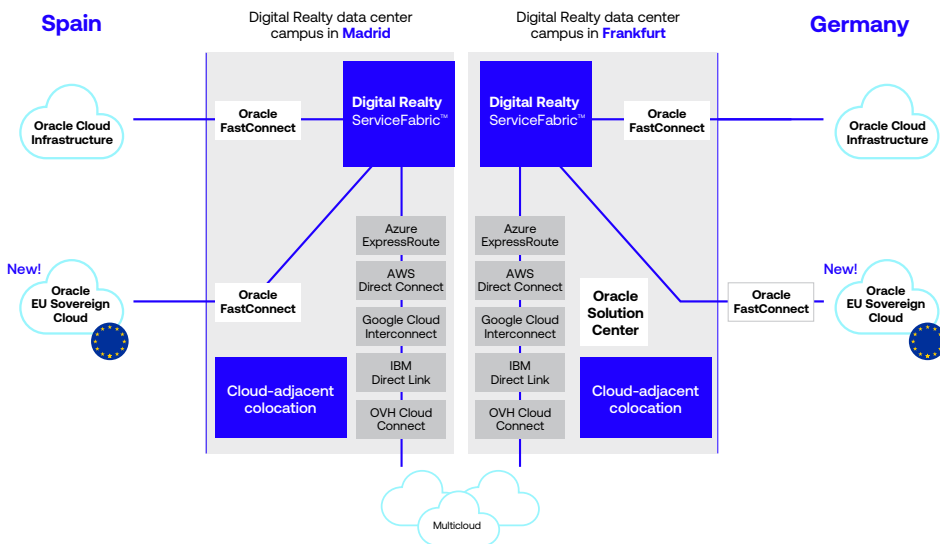 Spain
Digital Realty data center
campus in Madrid
Digital Realty data center
campus in Frankfurt
Germany
Oracle Cloud
Infrastructure
Oracle
FastConnect
Digital Realty
ServiceFabric™
Digital Realty
ServiceFabric™
Oracle
FastConnect
Oracle Cloud
Infrastructure
New!
Oracle
EU Sovereign
Cloud
Oracle
FastConnect
Azure
ExpressRoute
AWS
Direct Connect
Google Cloud
Interconnect
IBM
Direct Link
OVH Cloud
Connect
Cloud-adjacent
colocation
Azure
ExpressRoute
AWS
Direct Connect
Google Cloud
Interconnect
IBM
Direct Link
OVH Cloud
Connect
Oracle
Solution
Center
Cloud-adjacent
colocation
Oracle
FastConnect
New!
Oracle
EU Sovereign
Cloud
Multicloud